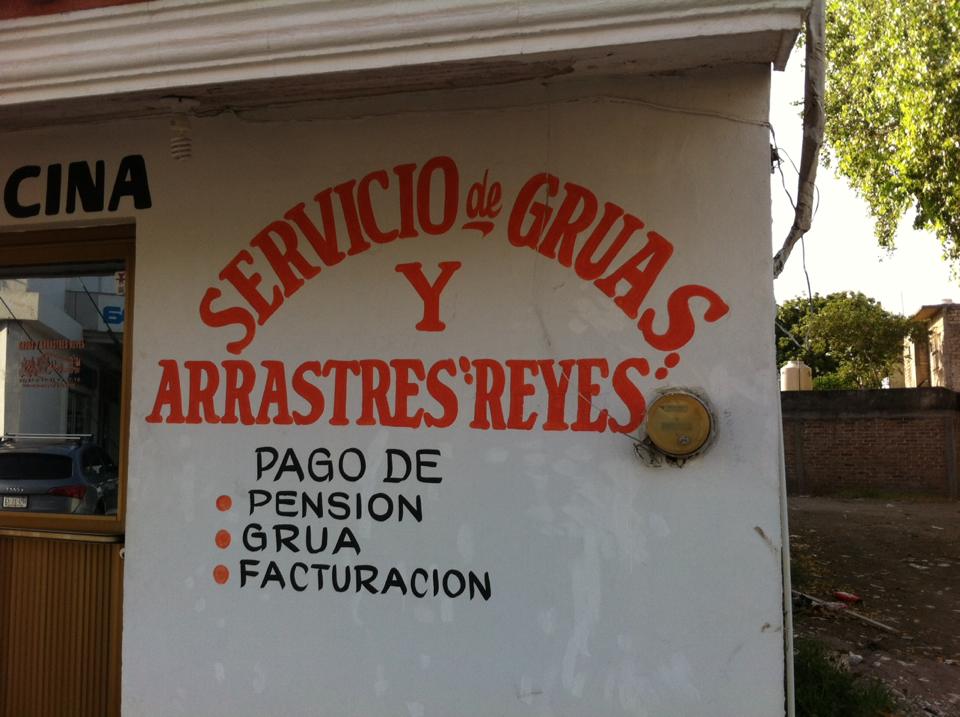 CINA
SERVICIO de GRUAS
Y
ARRASTRES "REYES"
PAGO DE
• PENSION
• GRUA
• FACTURACION